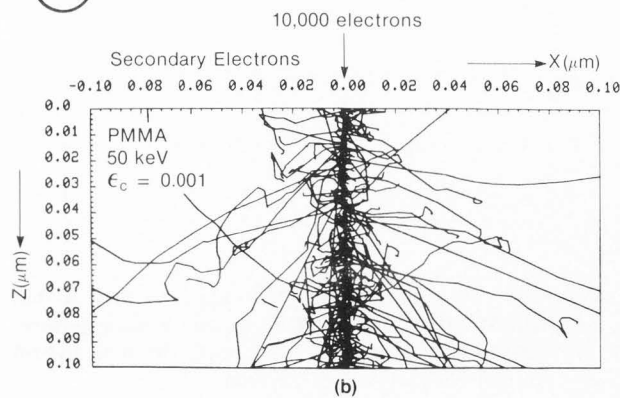 10,000 electrons
Secondary Electrons
X(μm)
-0.10 0.08 0.06 0.04 0.02 0.00 0.02 0.04 0.06 0.08 0.10
0.0
0.01
0.02
0.03
0.04
0.05
0.06
0.07
0.08
0.09
0.10
Z(μm)
PMMA
50 keV
ϵc = 0.001
(b)